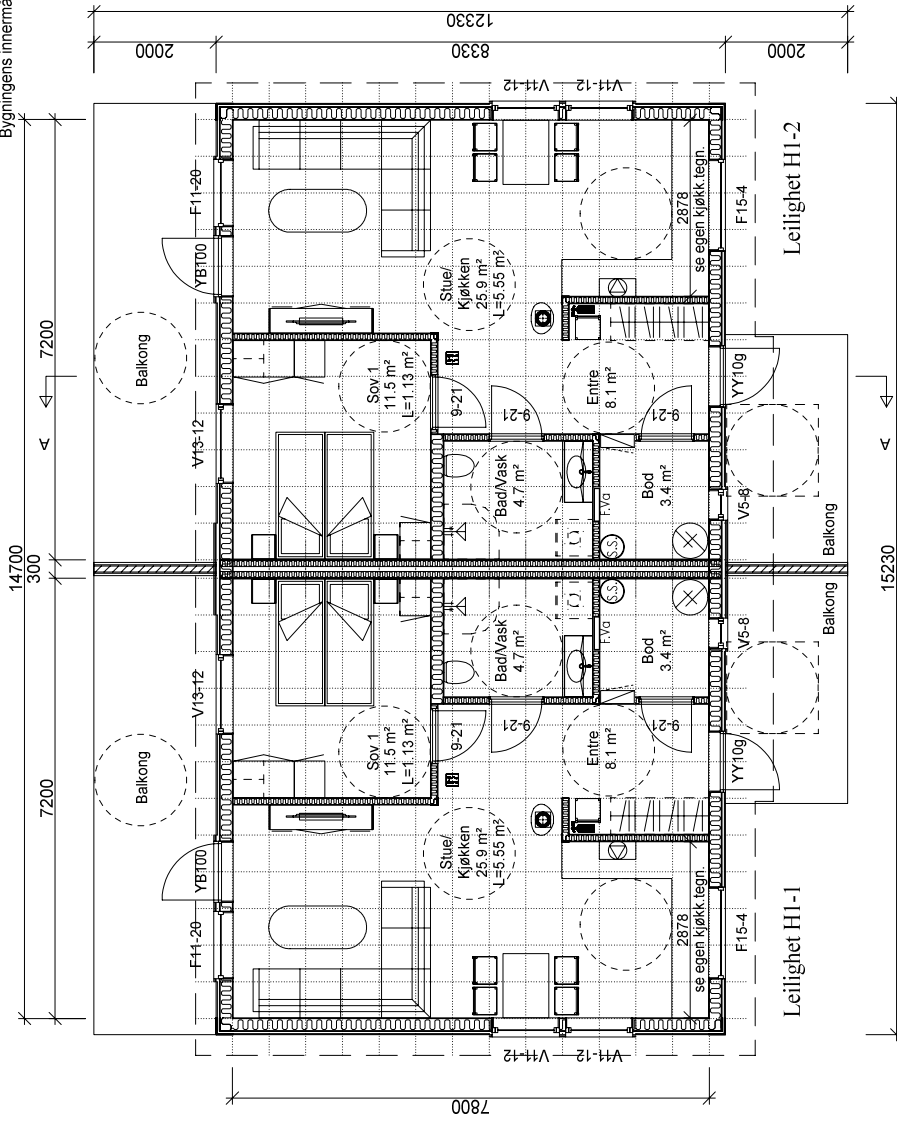 Bygningens innermå
12330
2000
8330
2000
14700
7200
300
7200
15230
7800
A
A
Balkong
YB100
F11-20
V13-12
V11-12
V11-12
Stue/
Kjøkken
25.9 m²
L=5.55 m²
Sov 1
11.5 m²
L=1.13 m²
9-21
9-21
9-21
Bad/Vask
4.7 m²
Entre
8.1 m²
Bod
3.4 m²
F.Va
S.S.
2878
se egen kjøkk.tegn.
F15-4
YY10g
V5-8
Balkong
Leilighet H1-2
Balkong
YB100
F11-20
V13-12
V11-12
V11-12
Stue/
Kjøkken
25.9 m²
L=5.55 m²
Sov 1
11.5 m²
L=1.13 m²
9-21
9-21
9-21
Bad/Vask
4.7 m²
Entre
8.1 m²
Bod
3.4 m²
F.Va
S.S.
2878
se egen kjøkk.tegn.
F15-4
YY10g
V5-8
Balkong
Leilighet H1-1